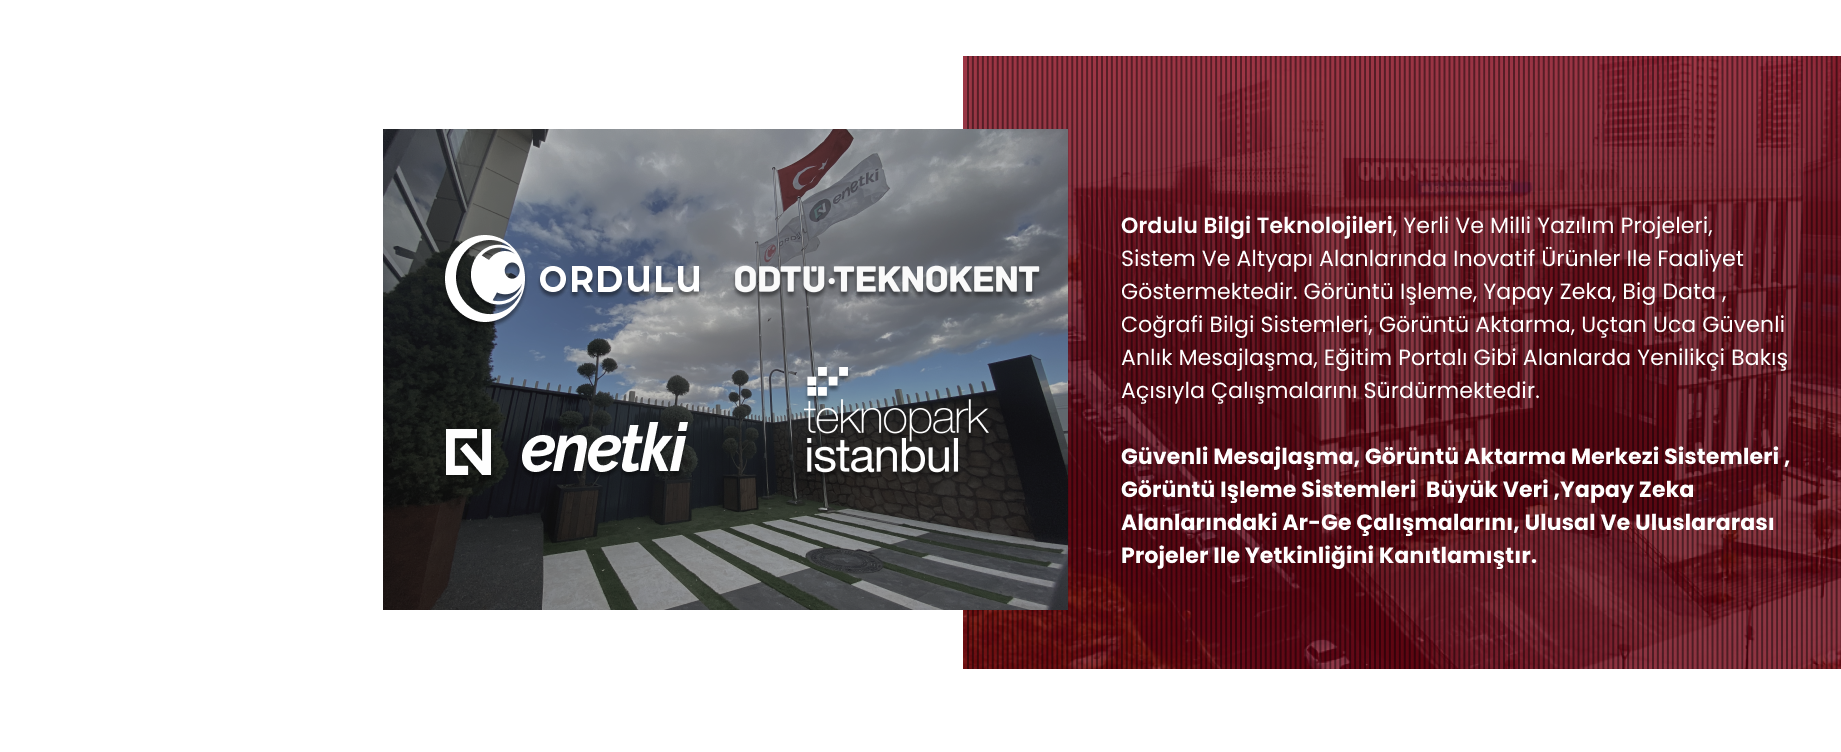 enetki
ORDULU
ODTÜ·TEKNOKENT
enetki
teknopark
istanbul
ODTÜ-TEKNOKENT
Ordulu Bilgi Teknolojileri, Yerli Ve Milli Yazılım Projeleri,
Sistem Ve Altyapı Alanlarında Inovatif Ürünler Ile Faaliyet
Göstermektedir. Görüntü Işleme, Yapay Zeka, Big Data ,
Coğrafi Bilgi Sistemleri, Görüntü Aktarma, Uçtan Uca Güvenli
Anlık Mesajlaşma, Eğitim Portalı Gibi Alanlarda Yenilikçi Bakış
Açısıyla Çalışmalarını Sürdürmektedir.
Güvenli Mesajlaşma, Görüntü Aktarma Merkezi Sistemleri ,
Görüntü Işleme Sistemleri  Büyük Veri ,Yapay Zeka
Alanlarındaki Ar-Ge Çalışmalarını, Ulusal Ve Uluslararası
Projeler Ile Yetkinliğini Kanıtlamıştır.